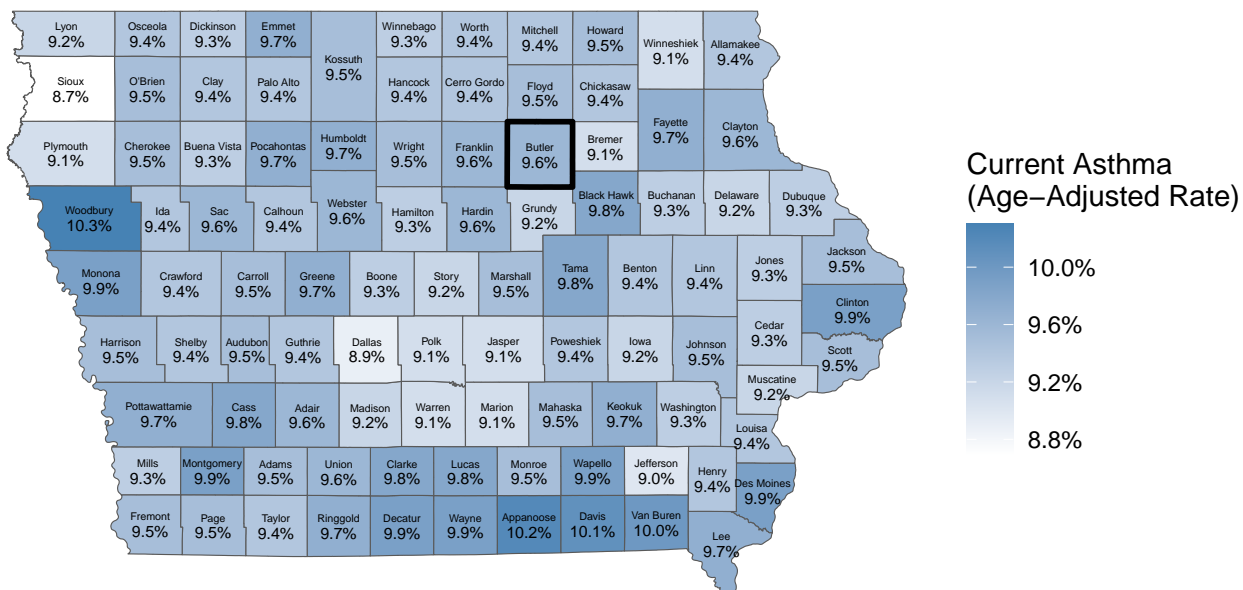 Lyon
9.2%
Osceola
9.4%
Dickinson
9.3%
Emmet
9.7%
Kossuth
9.5%
Winnebago
9.3%
Worth
9.4%
Mitchell
9.4%
Howard
9.5%
Winneshiek
9.1%
Allamakee
9.4%
Sioux
8.7%
O'Brien
9.5%
Clay
9.4%
Palo Alto
9.4%
Hancock
9.4%
Cerro Gordo
9.4%
Floyd
9.5%
Chickasaw
9.4%
Fayette
9.7%
Clayton
9.6%
Plymouth
9.1%
Cherokee
9.5%
Buena Vista
9.3%
Pocahontas
9.7%
Humboldt
9.7%
Wright
9.5%
Franklin
9.6%
Butler
9.6%
Bremer
9.1%
Woodbury
10.3%
Ida
9.4%
Sac
9.6%
Calhoun
9.4%
Webster
9.6%
Hamilton
9.3%
Hardin
9.6%
Grundy
9.2%
Black Hawk
9.8%
Buchanan
9.3%
Delaware
9.2%
Dubuque
9.3%
Monona
9.9%
Crawford
9.4%
Carroll
9.5%
Greene
9.7%
Boone
9.3%
Story
9.2%
Marshall
9.5%
Tama
9.8%
Benton
9.4%
Linn
9.4%
Jones
9.3%
Jackson
9.5%
Clinton
9.9%
Harrison
9.5%
Shelby
9.4%
Audubon
9.5%
Guthrie
9.4%
Dallas
8.9%
Polk
9.1%
Jasper
9.1%
Poweshiek
9.4%
Iowa
9.2%
Johnson
9.5%
Cedar
9.3%
Scott
9.5%
Muscatine
9.2%
Pottawattamie
9.7%
Cass
9.8%
Adair
9.6%
Madison
9.2%
Warren
9.1%
Marion
9.1%
Mahaska
9.5%
Keokuk
9.7%
Washington
9.3%
Louisa
9.4%
Mills
9.3%
Montgomery
9.9%
Adams
9.5%
Union
9.6%
Clarke
9.8%
Lucas
9.8%
Monroe
9.5%
Wapello
9.9%
Jefferson
9.0%
Henry
9.4%
Des Moines
9.9%
Fremont
9.5%
Page
9.5%
Taylor
9.4%
Ringgold
9.7%
Decatur
9.9%
Wayne
9.9%
Appanoose
10.2%
Davis
10.1%
Van Buren
10.0%
Lee
9.7%
Current Asthma
(Age−Adjusted Rate)
10.0%
9.6%
9.2%
8.8%